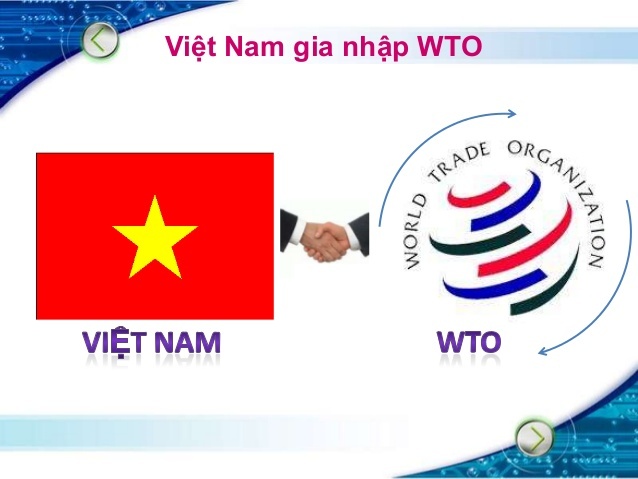 Việt Nam gia nhập WTO
WORLD TRADE ORGANIZATION
VIỆT NAM
WTO